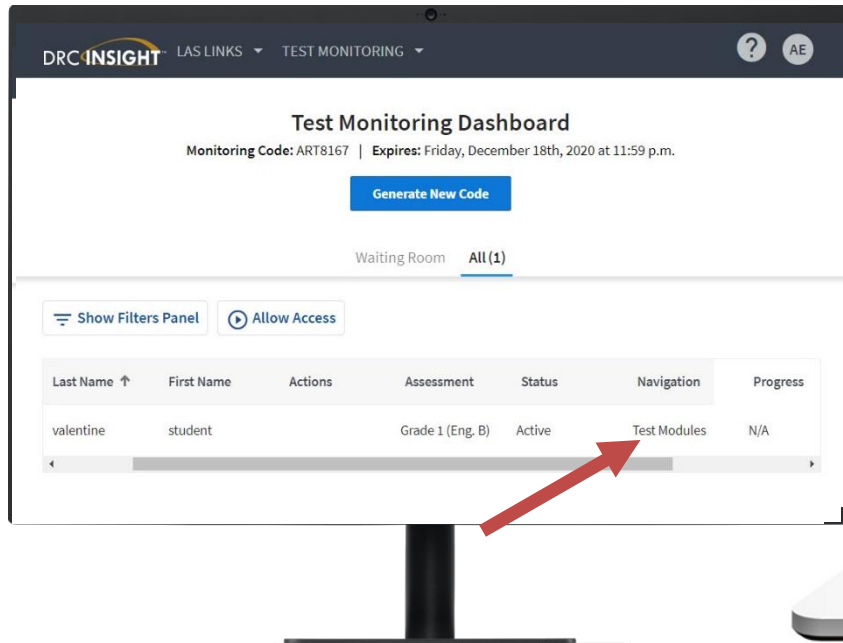 DRC INSIGHT LAS LINKS TEST MONITORING ? AE
Test Monitoring Dashboard
Monitoring Code: ART8167 | Expires: Friday, December 18th, 2020 at 11:59 p.m.
Generate New Code
Waiting Room All (1)
Show Filters Panel Allow Access
Last Name ↑ First Name Actions Assessment Status Navigation Progress
valentine student Grade 1 (Eng. B) Active Test Modules N/A